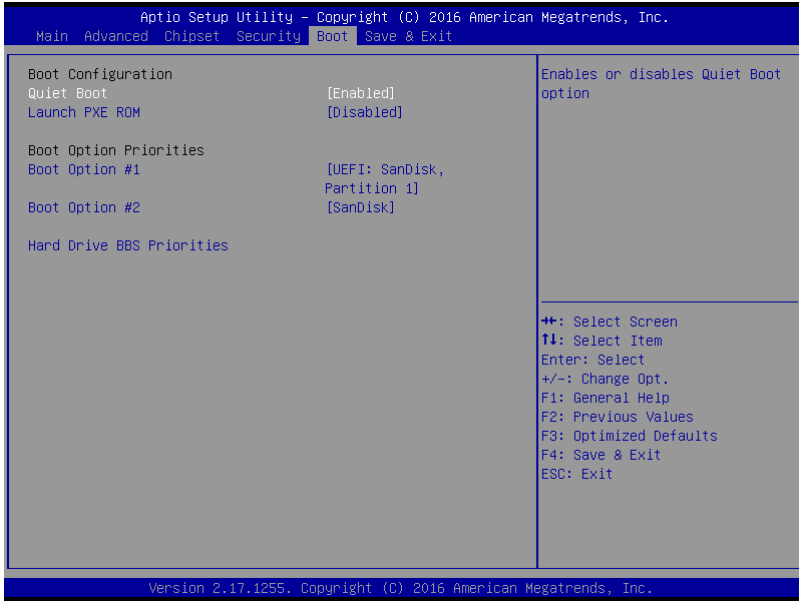 Aptio Setup Utility – Copyright (C) 2016 American Megatrends, Inc.
Main Advanced Chipset Security Boot Save & Exit
Boot Configuration
Quiet Boot [Enabled]
Launch PXE ROM [Disabled]
Boot Option Priorities
Boot Option #1 [UEFI: SanDisk,
Partition 1]
Boot Option #2 [SanDisk]
Hard Drive BBS Priorities
Enables or disables Quiet Boot
option
→←: Select Screen
↑↓: Select Item
Enter: Select
+/-: Change Opt.
F1: General Help
F2: Previous Values
F3: Optimized Defaults
F4: Save & Exit
ESC: Exit
Version 2.17.1255. Copyright (C) 2016 American Megatrends, Inc.